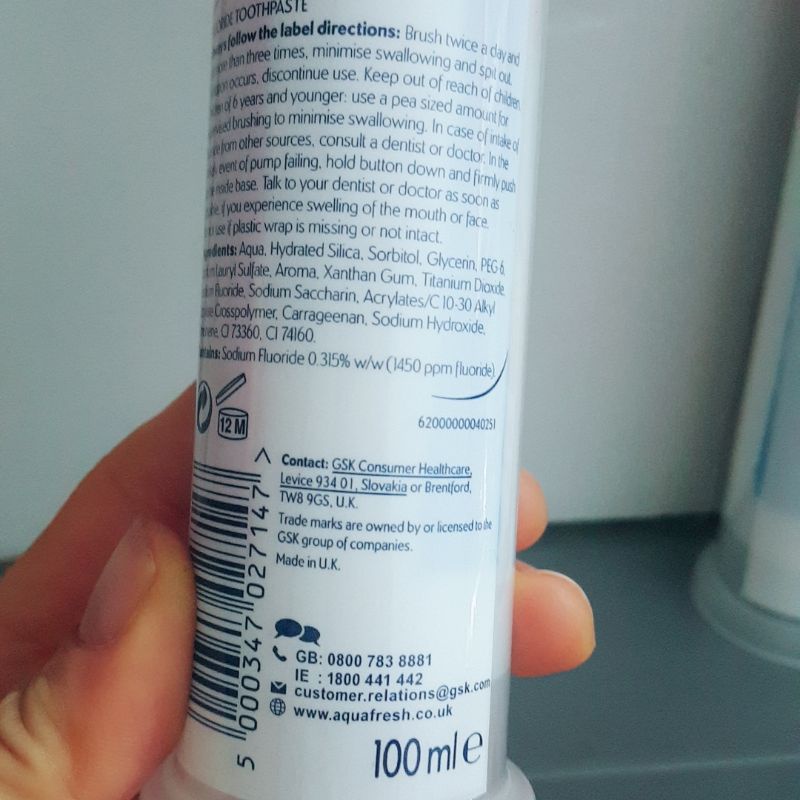 TOOTHPASTE
follow the label directions: Brush twice a day and
than three times, minimise swallowing and spit out.
occurs, discontinue use. Keep out of reach of children.
of 6 years and younger: use a pea sized amount for
brushing to minimise swallowing. In case of intake of
from other sources, consult a dentist or doctor. In the
event of pump failing, hold button down and firmly push
inside base. Talk to your dentist or doctor as soon as
if you experience swelling of the mouth or face.
use if plastic wrap is missing or not intact.
Aqua, Hydrated Silica, Sorbitol, Glycerin, PEG-6,
Lauryl Sulfate, Aroma, Xanthan Gum, Titanium Dioxide,
Fluoride, Sodium Saccharin, Acrylates/C10-30 Alkyl
Crosspolymer, Carrageenan, Sodium Hydroxide,
CI 73360, CI 74160.
Sodium Fluoride 0.315% w/w (1450 ppm fluoride).
62000000040251
12 M
Contact: GSK Consumer Healthcare,
Levice 934 01, Slovakia or Brentford,
TW8 9GS, U.K.
Trade marks are owned by or licensed to the
GSK group of companies.
Made in U.K.
5 000347 027147 >
GB: 0800 783 8881
IE : 1800 441 442
customer.relations@gsk.com
www.aquafresh.co.uk
100 ml e